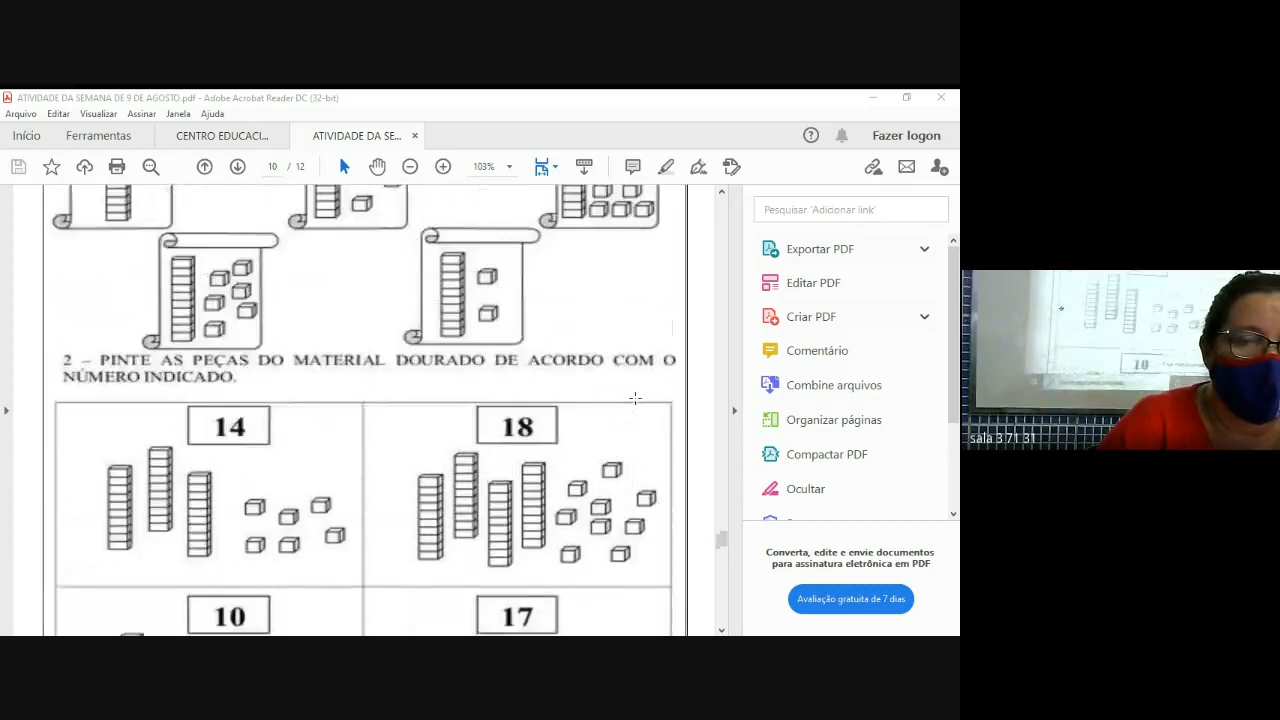 ATIVIDADE DA SEMANA DE 9 DE AGOSTO.pdf - Adobe Acrobat Reader DC (32-bit)
Arquivo Editar Visualizar Assinar Janela Ajuda
Início Ferramentas CENTRO EDUCACI... ATIVIDADE DA SE... × Fazer logon
10 / 12 103%
Pesquisar 'Adicionar link'
Exportar PDF
Editar PDF
Criar PDF
Comentário
Combine arquivos
Organizar páginas
Compactar PDF
Ocultar
Converta, edite e envie documentos
para assinatura eletrônica em PDF
Avaliação gratuita de 7 dias
2 – PINTE AS PEÇAS DO MATERIAL DOURADO DE ACORDO COM O
NÚMERO INDICADO.
14 18
10 17
10
sala 3 71 31